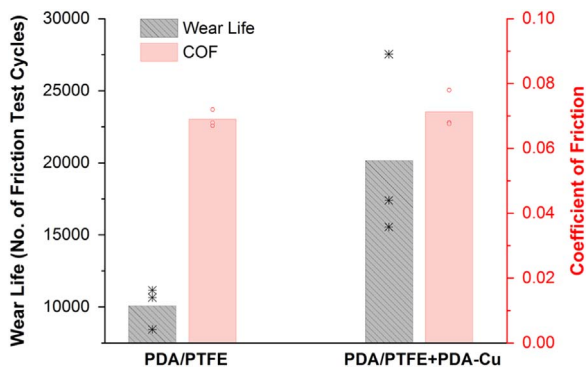 Wear Life (No. of Friction Test Cycles)
30000
25000
20000
15000
10000
Wear Life
COF
PDA/PTFE
PDA/PTFE+PDA-Cu
0.10
0.08
0.06
0.04
0.02
0.00
Coefficient of Friction